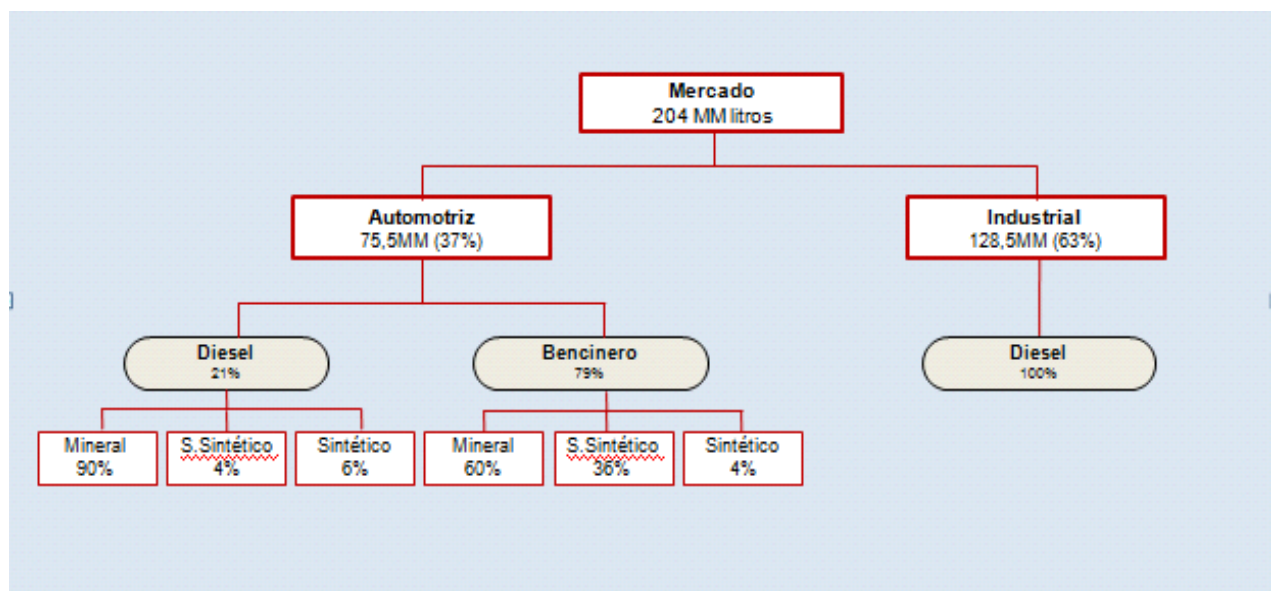 Mercado
204 MM litros
Automotriz
75,5MM (37%)
Industrial
128,5MM (63%)
Diesel
21%
Bencinero
79%
Diesel
100%
Mineral
90%
S.Sintético
4%
Sintético
6%
Mineral
60%
S.Sintético
36%
Sintético
4%